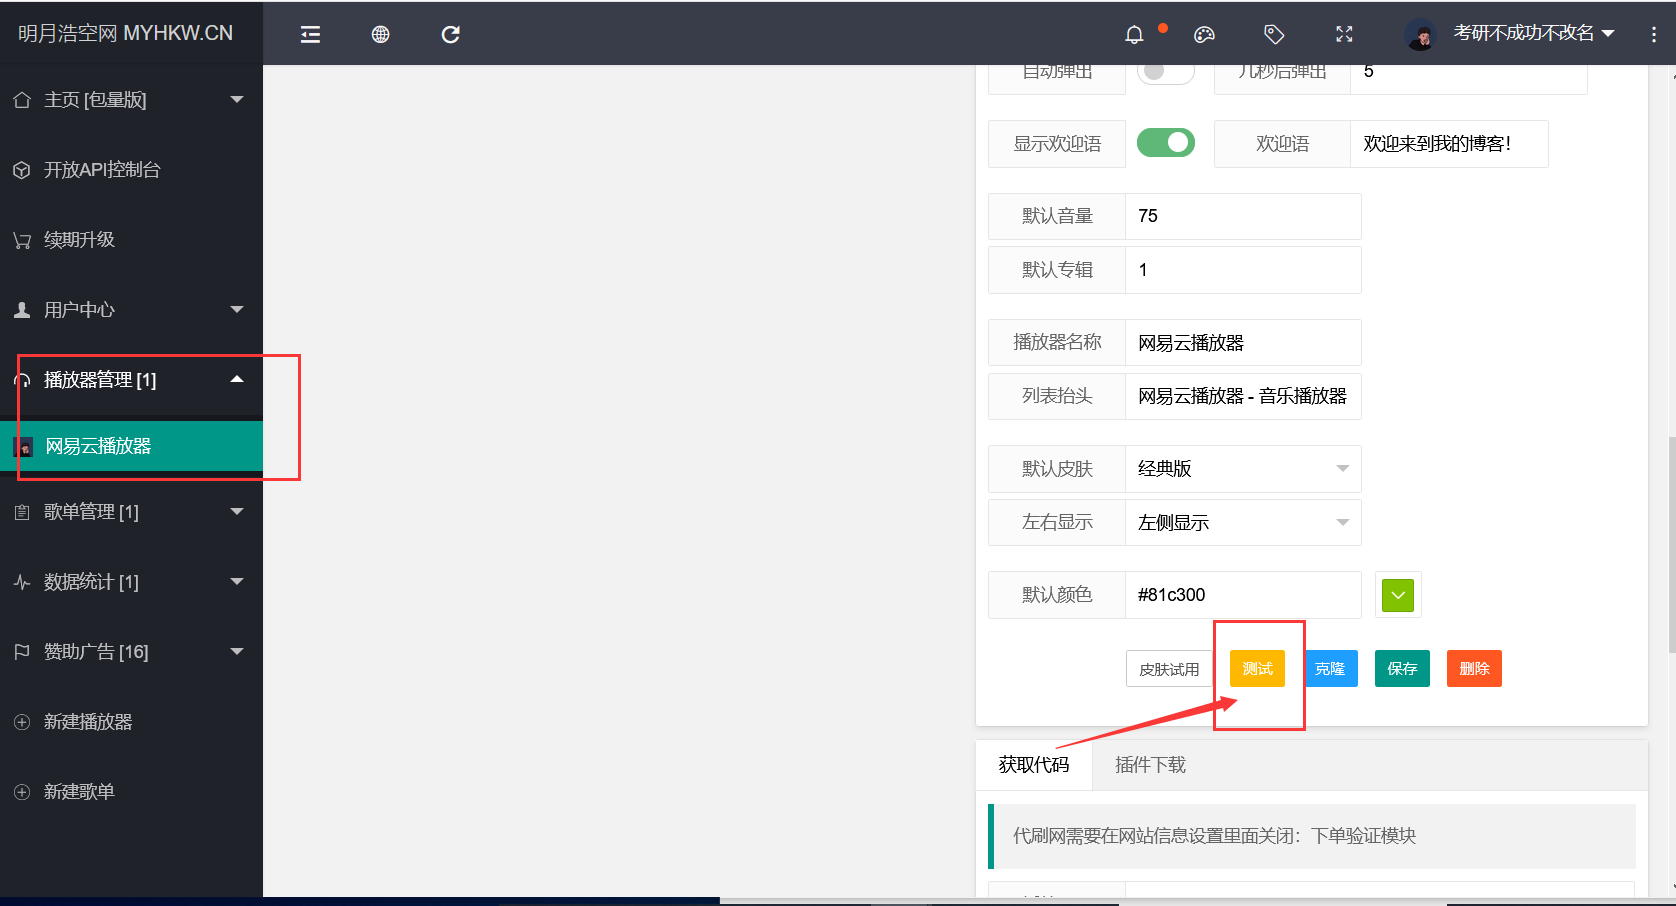 明月浩空网 MYHKW.CN
考研不成功不改名
主页 [包量版]
开放API控制台
续期升级
用户中心
播放器管理 [1]
网易云播放器
歌单管理 [1]
数据统计 [1]
赞助广告 [16]
新建播放器
新建歌单
自动弹出
几秒后弹出
5
显示欢迎语
欢迎语
欢迎来到我的博客!
默认音量
75
默认专辑
1
播放器名称
网易云播放器
列表抬头
网易云播放器 - 音乐播放器
默认皮肤
经典版
左右显示
左侧显示
默认颜色
#81c300
皮肤试用
测试
克隆
保存
删除
获取代码
插件下载
代刷网需要在网站信息设置里面关闭：下单验证模块